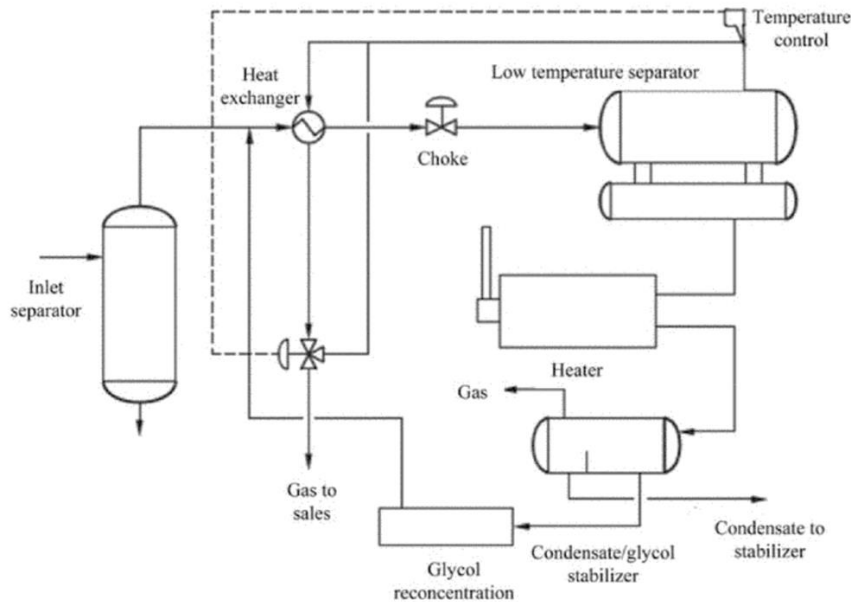 Temperature
control
Heat
exchanger
Low temperature separator
Choke
Inlet
separator
Heater
Gas
Gas to
sales
Condensate to
stabilizer
Condensate/glycol
stabilizer
Glycol
reconcentration